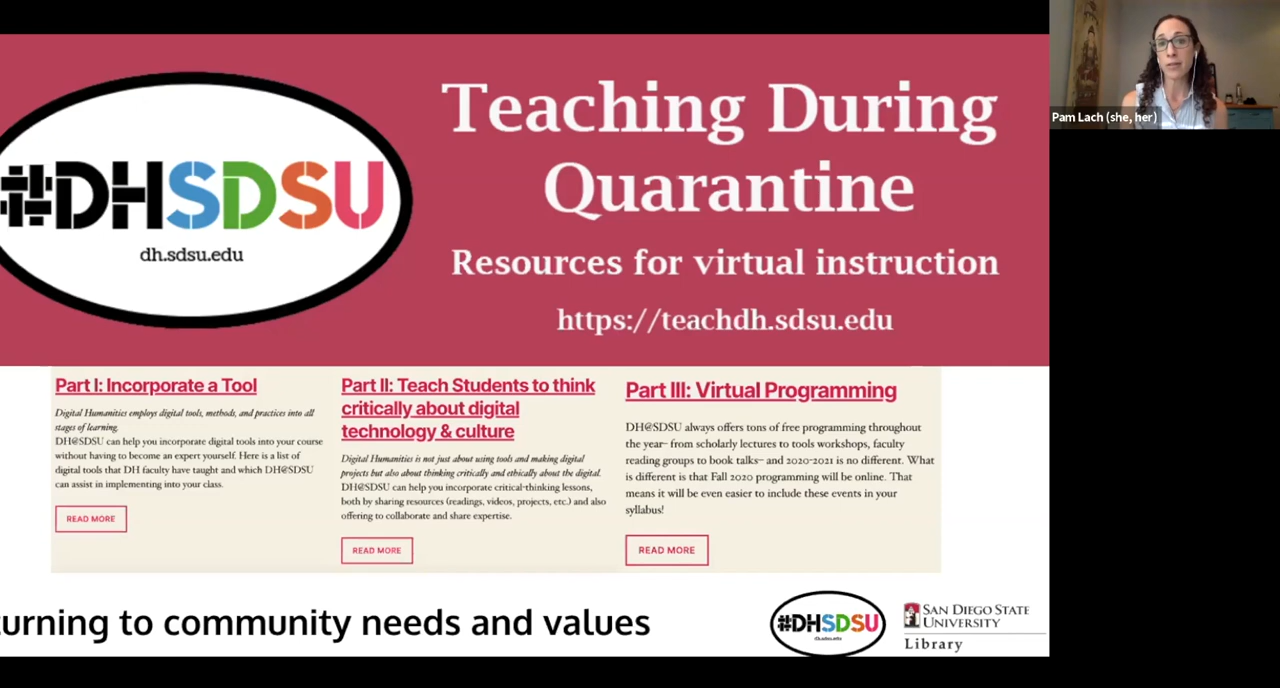 #DHSDSU
dh.sdsu.edu
Teaching During
Quarantine
Resources for virtual instruction
https://teachdh.sdsu.edu
Pam Lach (she, her)
Part I: Incorporate a Tool
Digital Humanities employs digital tools, methods, and practices into all
stages of learning.
DH@SDSU can help you incorporate digital tools into your course
without having to become an expert yourself. Here is a list of
digital tools that DH faculty have taught and which DH@SDSU
can assist in implementing into your class.
READ MORE
Part II: Teach Students to think
critically about digital
technology & culture
Digital Humanities is not just about using tools and making digital
projects but also about thinking critically and ethically about the digital.
DH@SDSU can help you incorporate critical-thinking lessons,
both by sharing resources (readings, videos, projects, etc.) and also
offering to collaborate and share expertise.
READ MORE
Part III: Virtual Programming
DH@SDSU always offers tons of free programming throughout
the year– from scholarly lectures to tools workshops, faculty
reading groups to book talks– and 2020-2021 is no different. What
is different is that Fall 2020 programming will be online. That
means it will be even easier to include these events in your
syllabus!
READ MORE
urning to community needs and values
#DHSDSU
dh.sdsu.edu
SAN DIEGO STATE
UNIVERSITY
Library